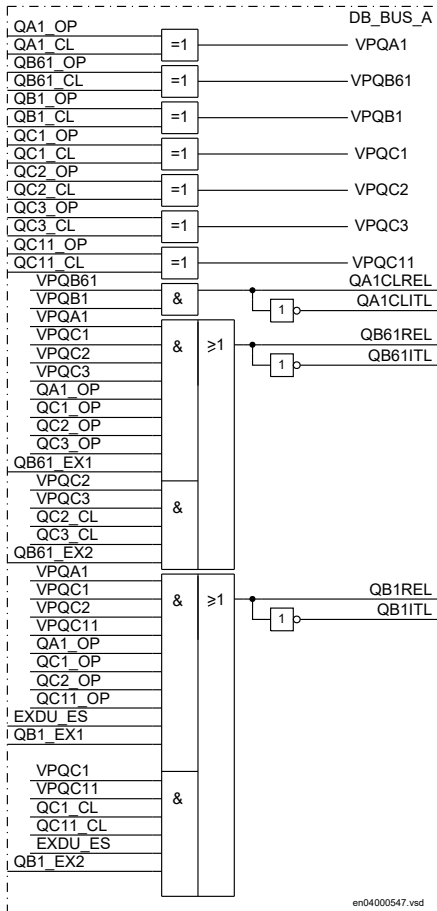 DB_BUS_A
QA1_OP
QA1_CL
=1
VPQA1
QB61_OP
QB61_CL
=1
VPQB61
QB1_OP
QB1_CL
=1
VPQB1
QC1_OP
QC1_CL
=1
VPQC1
QC2_OP
QC2_CL
=1
VPQC2
QC3_OP
QC3_CL
=1
VPQC3
QC11_OP
QC11_CL
=1
VPQC11
VPQB61
VPQB1
&
QA1CLREL
1
QA1CLITL
VPQA1
VPQC1
VPQC2
VPQC3
QA1_OP
QC1_OP
QC2_OP
QC3_OP
QB61_EX1
&
≥1
QB61REL
1
QB61ITL
VPQC2
VPQC3
QC2_CL
QC3_CL
QB61_EX2
&
VPQA1
VPQC1
VPQC2
VPQC11
QA1_OP
QC1_OP
QC2_OP
QC11_OP
EXDU_ES
QB1_EX1
&
≥1
QB1REL
1
QB1ITL
VPQC1
VPQC11
QC1_CL
QC11_CL
EXDU_ES
QB1_EX2
&
en04000547.vsd